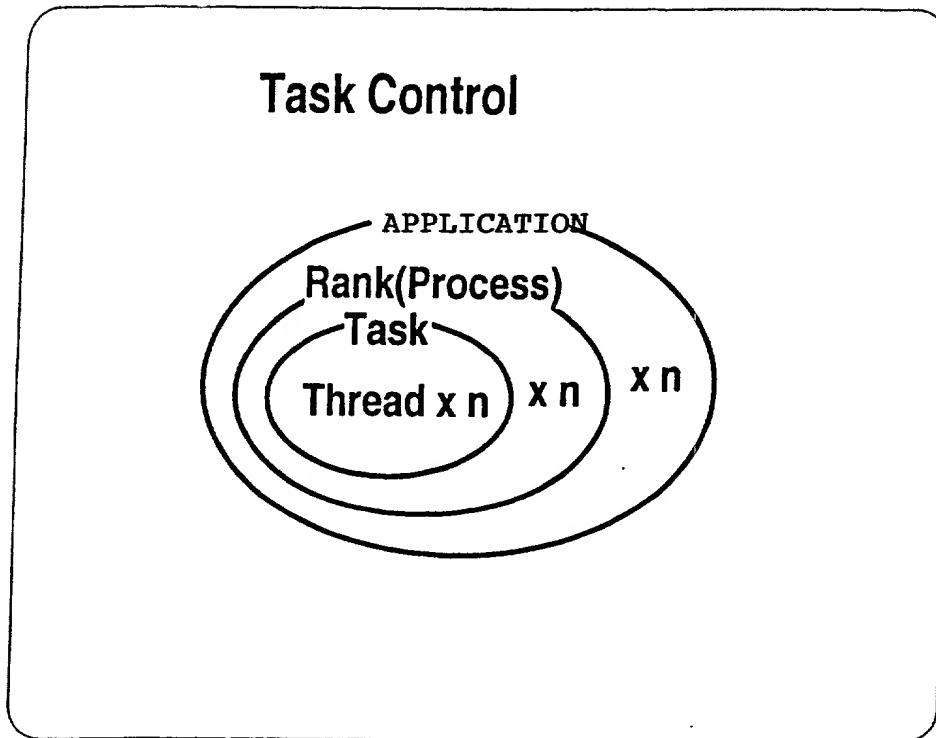 Task Control
APPLICATION
Rank(Process)
Task
Thread x n
x n
x n